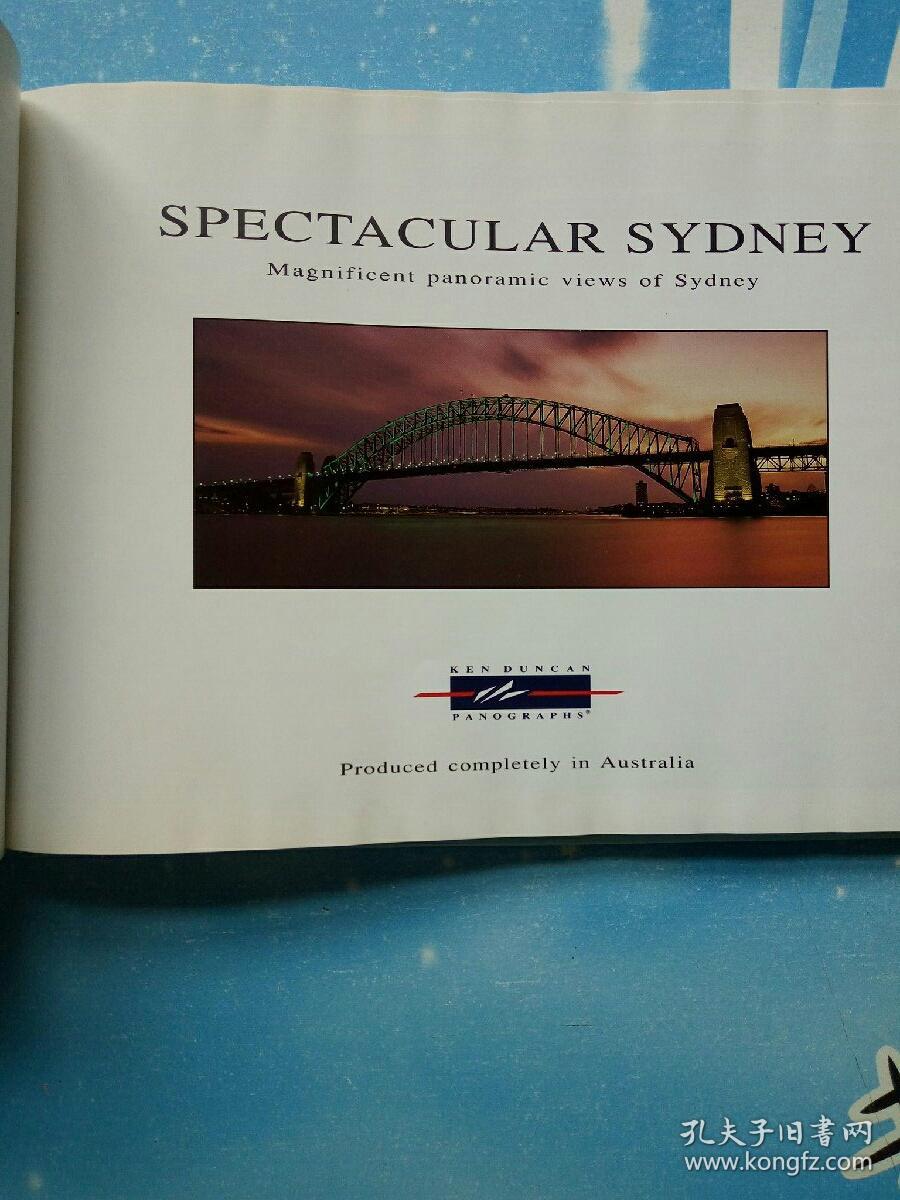 SPECTACULAR SYDNEY
Magnificent panoramic views of Sydney
KEN DUNCAN
PANOGRAPHS®
Produced completely in Australia
孔夫子旧書网
www.kongfz.com